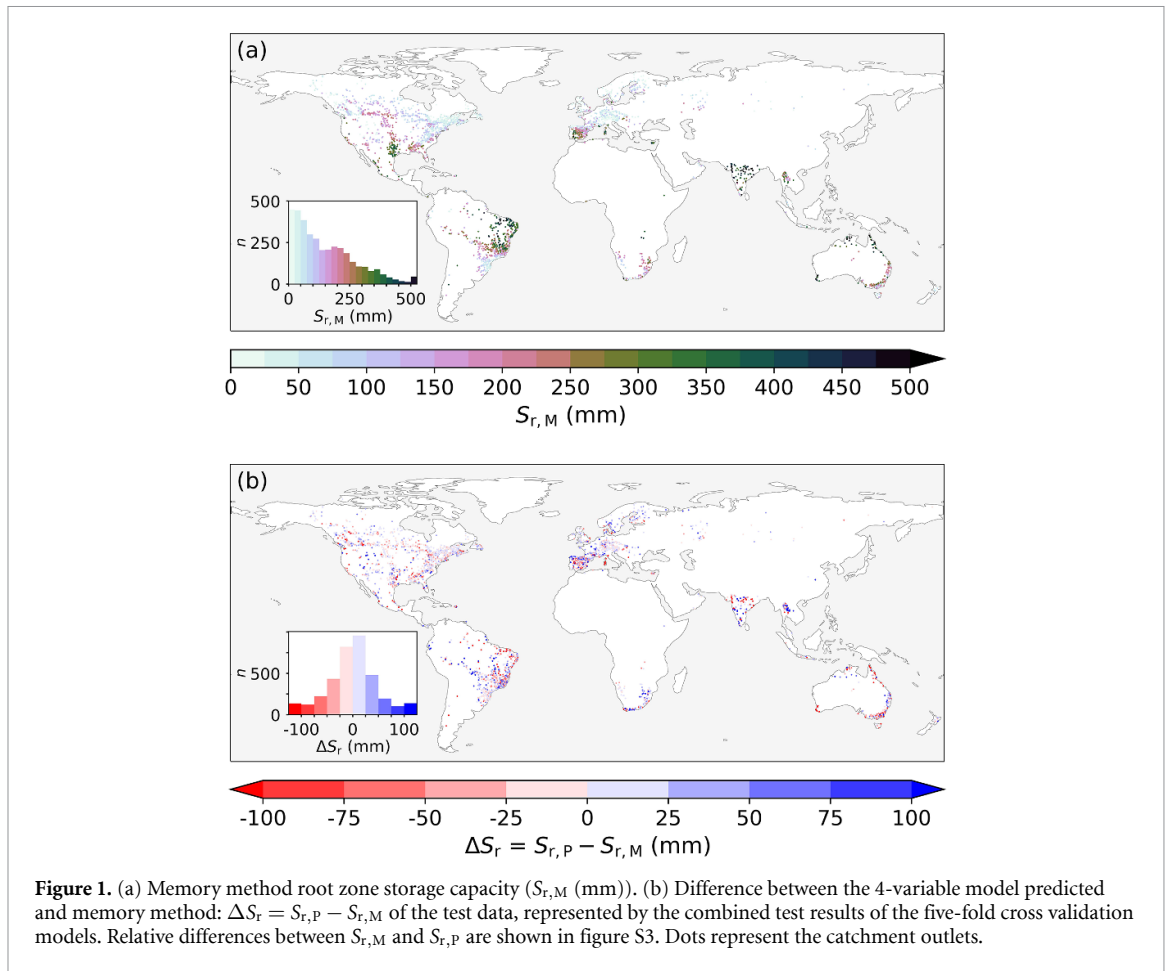 (a)
500
250
0
n
0 250 500
S_r,M (mm)
0 50 100 150 200 250 300 350 400 450 500
S_r,M (mm)
(b)
500
0
n
-100 0 100
ΔS_r (mm)
-100 -75 -50 -25 0 25 50 75 100
ΔS_r = S_r,P − S_r,M (mm)
Figure 1. (a) Memory method root zone storage capacity (S_r,M (mm)). (b) Difference between the 4-variable model predicted
and memory method: ΔS_r = S_r,P − S_r,M of the test data, represented by the combined test results of the five-fold cross validation
models. Relative differences between S_r,M and S_r,P are shown in figure S3. Dots represent the catchment outlets.